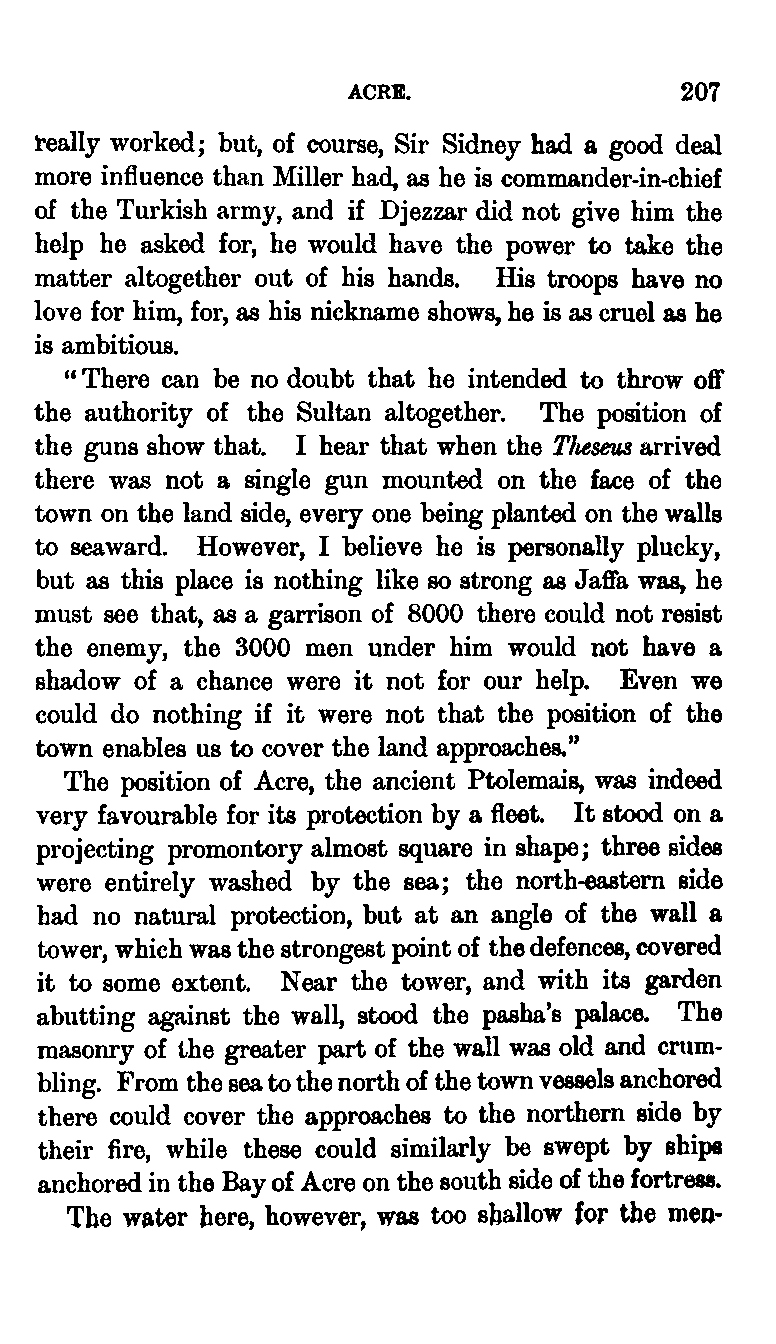 ACRE. 207
really worked; but, of course, Sir Sidney had a good deal
more influence than Miller had, as he is commander-in-chief
of the Turkish army, and if Djezzar did not give him the
help he asked for, he would have the power to take the
matter altogether out of his hands. His troops have no
love for him, for, as his nickname shows, he is as cruel as he
is ambitious.
"There can be no doubt that he intended to throw off
the authority of the Sultan altogether. The position of
the guns show that. I hear that when the Theseus arrived
there was not a single gun mounted on the face of the
town on the land side, every one being planted on the walls
to seaward. However, I believe he is personally plucky,
but as this place is nothing like so strong as Jaffa was, he
must see that, as a garrison of 8000 there could not resist
the enemy, the 3000 men under him would not have a
shadow of a chance were it not for our help. Even we
could do nothing if it were not that the position of the
town enables us to cover the land approaches."
The position of Acre, the ancient Ptolemais, was indeed
very favourable for its protection by a fleet. It stood on a
projecting promontory almost square in shape; three sides
were entirely washed by the sea; the north-eastern side
had no natural protection, but at an angle of the wall a
tower, which was the strongest point of the defences, covered
it to some extent. Near the tower, and with its garden
abutting against the wall, stood the pasha's palace. The
masonry of the greater part of the wall was old and crum-
bling. From the sea to the north of the town vessels anchored
there could cover the approaches to the northern side by
their fire, while these could similarly be swept by ships
anchored in the Bay of Acre on the south side of the fortress.
The water here, however, was too shallow for the men-